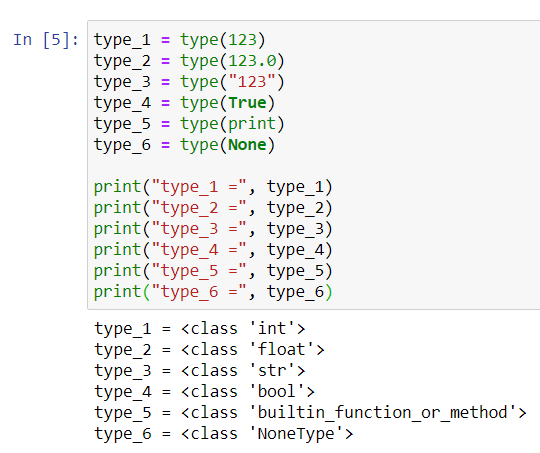 In [5]: type_1 = type(123)
type_2 = type(123.0)
type_3 = type("123")
type_4 = type(True)
type_5 = type(print)
type_6 = type(None)
print("type_1 =", type_1)
print("type_2 =", type_2)
print("type_3 =", type_3)
print("type_4 =", type_4)
print("type_5 =", type_5)
print("type_6 =", type_6)
type_1 = <class 'int'>
type_2 = <class 'float'>
type_3 = <class 'str'>
type_4 = <class 'bool'>
type_5 = <class 'builtin_function_or_method'>
type_6 = <class 'NoneType'>